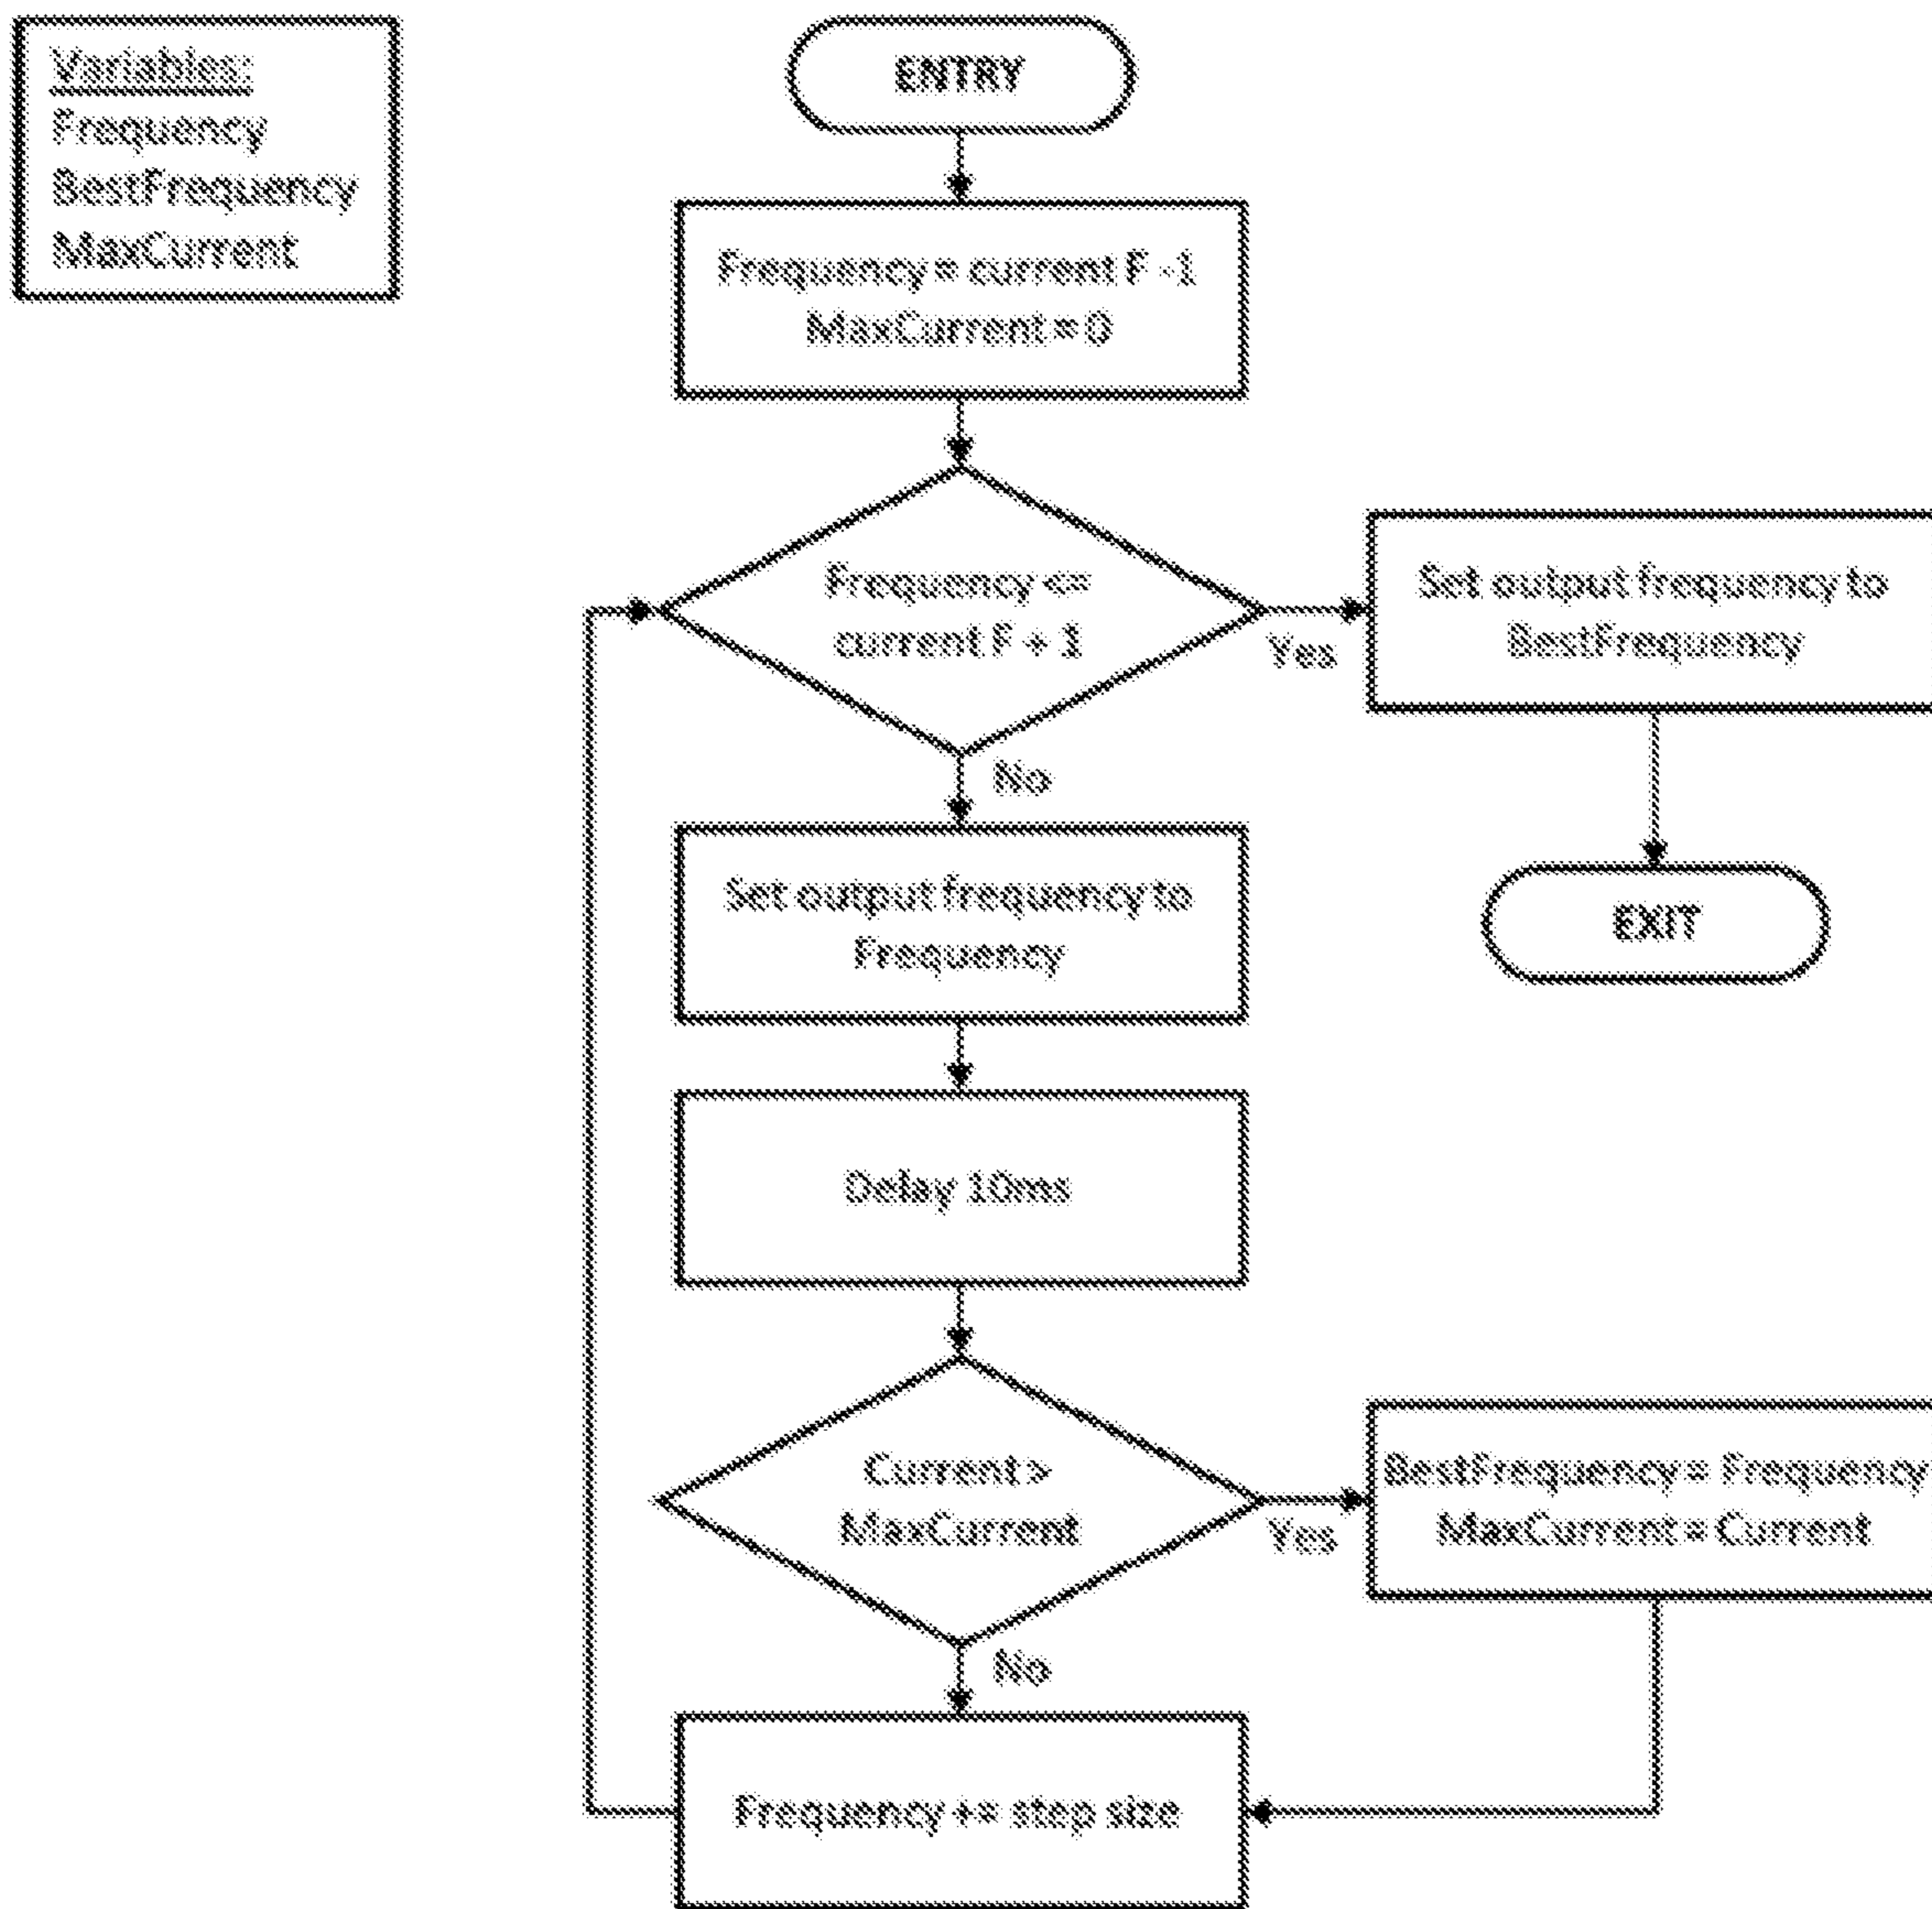 Variables:
Frequency
BestFrequency
MaxCurrent
ENTRY
Frequency = current F -1
MaxCurrent = 0
Frequency <=
current F + 1
Yes
Set output frequency to
BestFrequency
No
EXIT
Set output frequency to
Frequency
Delay 10ms
Current >
MaxCurrent
Yes
BestFrequency = Frequency
MaxCurrent = Current
No
Frequency += step size